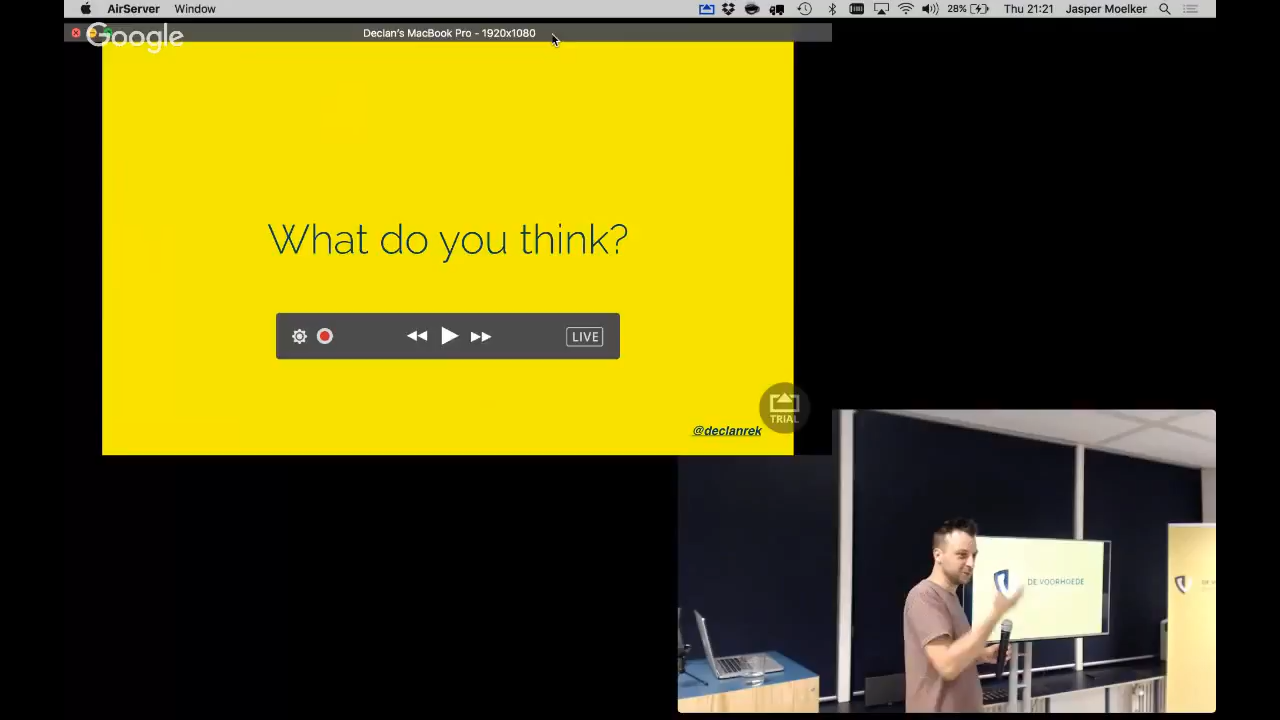 AirServer Window
28% Thu 21:21 Jasper Moelker
Google
Declan's MacBook Pro - 1920x1080
What do you think?
LIVE
TRIAL
@declanrek
DE VOORHOEDE